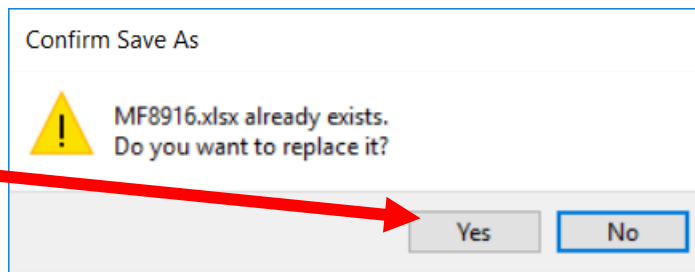 Confirm Save As
MF8916.xlsx already exists.
Do you want to replace it?
Yes
No